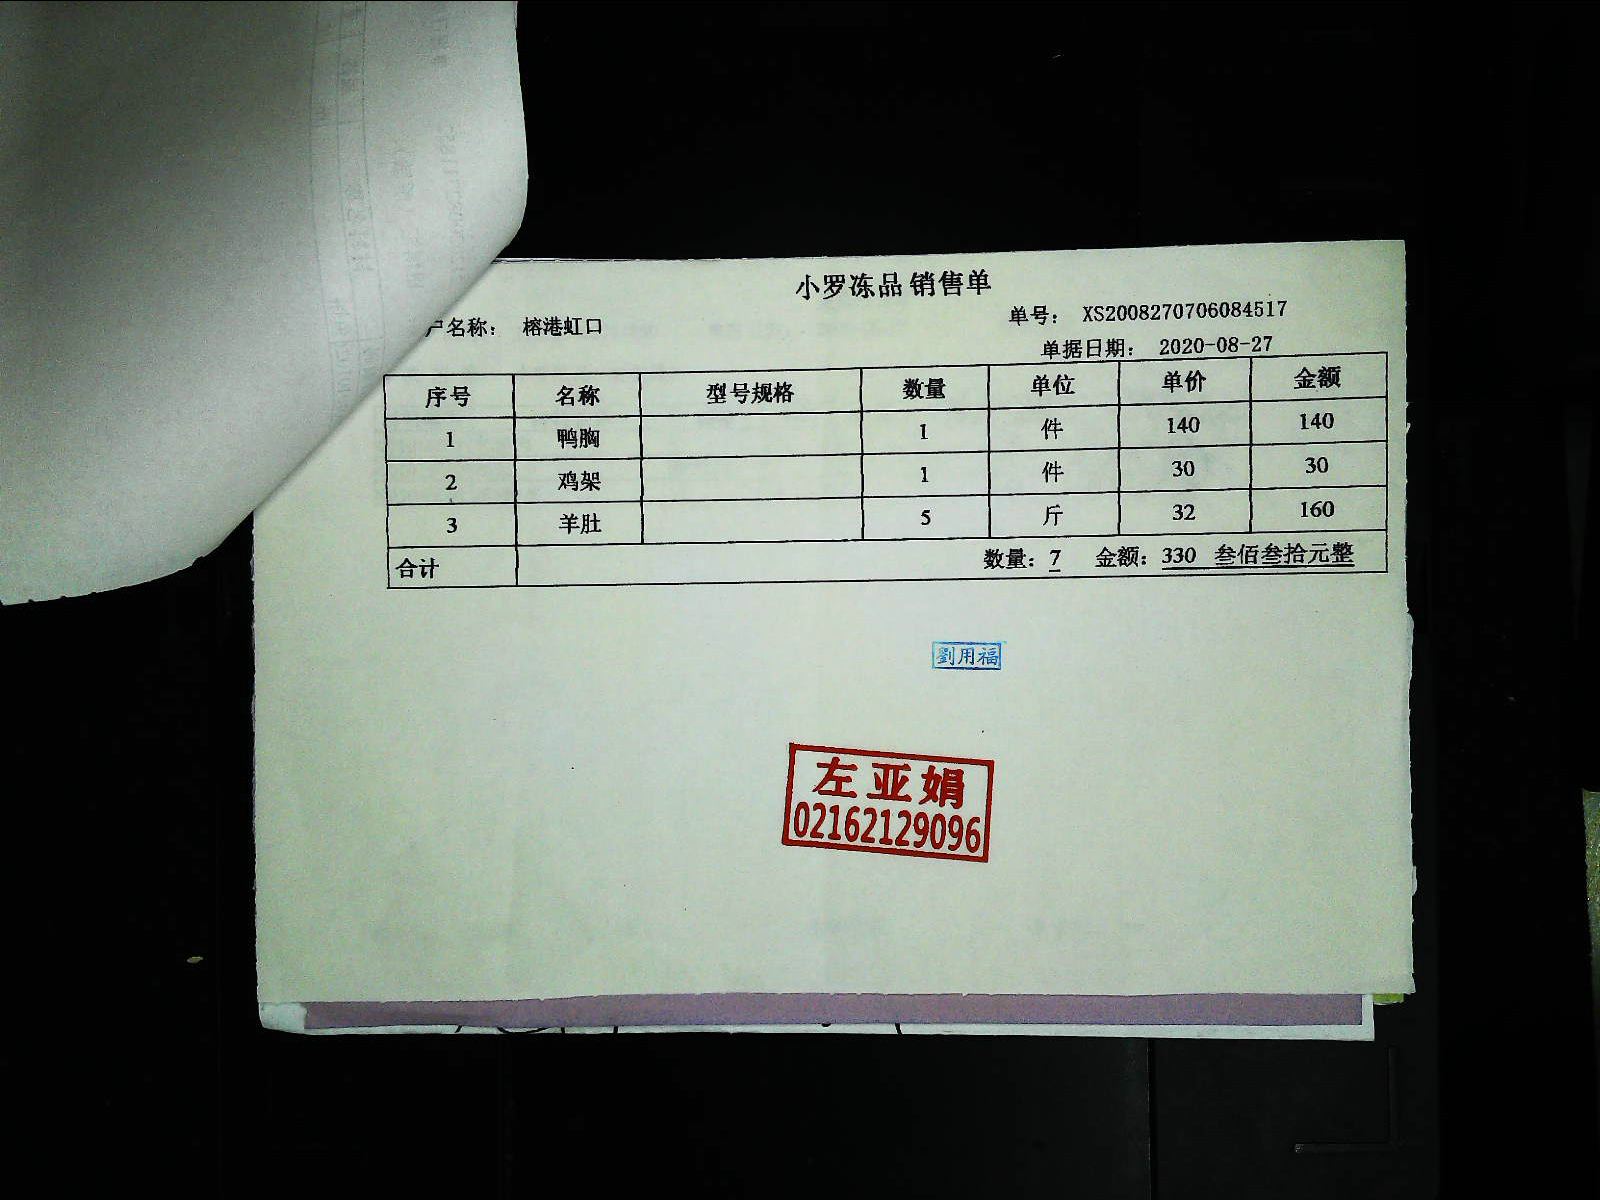 小罗冻品 销售单
户名称： 榕港虹口
单号： XS2008270706084517
单据日期： 2020-08-27
序号 名称 型号规格 数量 单位 单价 金额
1 鸭胸 1 件 140 140
2 鸡架 1 件 30 30
3 羊肚 5 斤 32 160
合计 数量：7 金额：330 叁佰叁拾元整
劉用福
左亚娟
02162129096